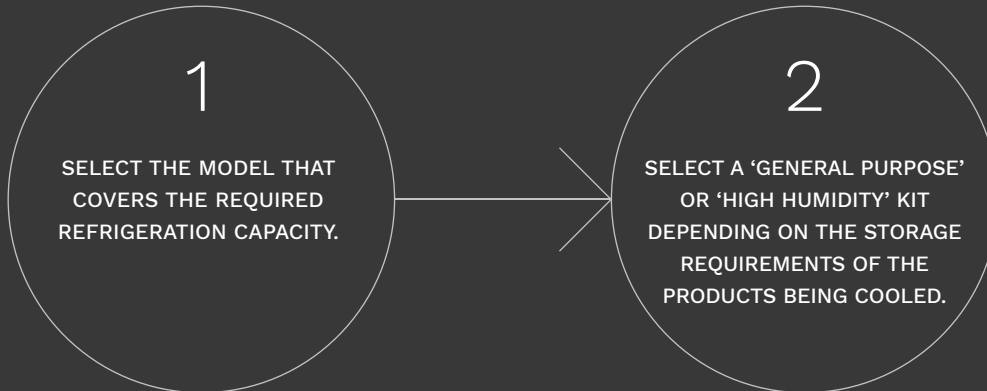 1
SELECT THE MODEL THAT
COVERS THE REQUIRED
REFRIGERATION CAPACITY.
2
SELECT A ‘GENERAL PURPOSE’
OR ‘HIGH HUMIDITY’ KIT
DEPENDING ON THE STORAGE
REQUIREMENTS OF THE
PRODUCTS BEING COOLED.